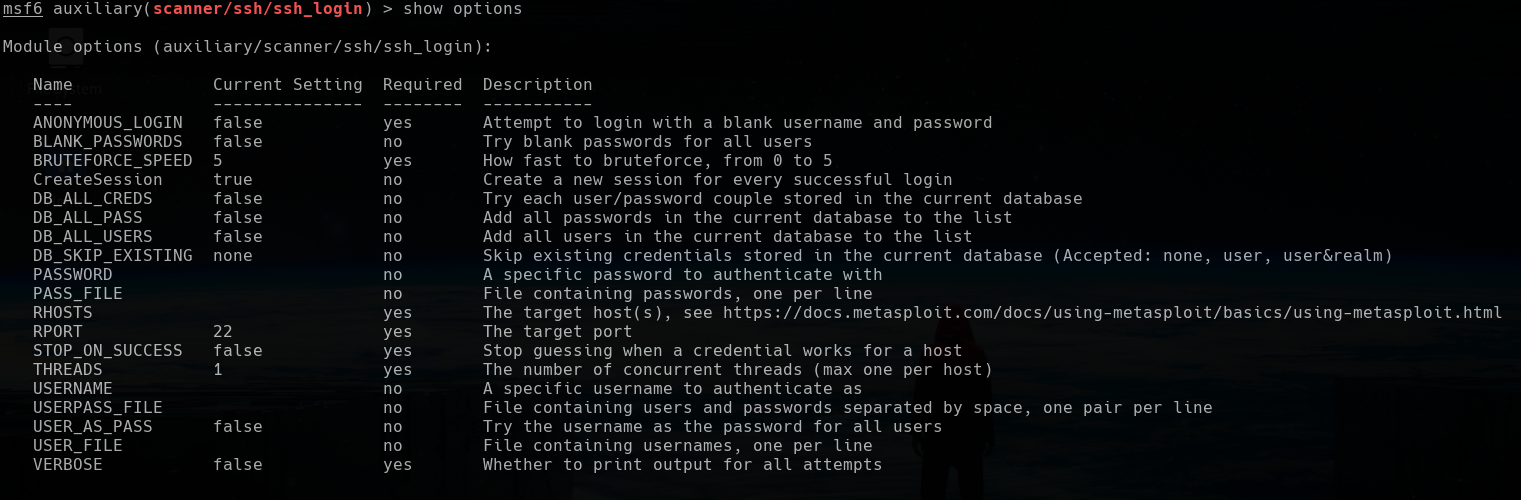 msf6 auxiliary(scanner/ssh/ssh_login) > show options
Module options (auxiliary/scanner/ssh/ssh_login):
Name Current Setting Required Description
---- --------------- -------- -----------
ANONYMOUS_LOGIN false yes Attempt to login with a blank username and password
BLANK_PASSWORDS false no Try blank passwords for all users
BRUTEFORCE_SPEED 5 yes How fast to bruteforce, from 0 to 5
CreateSession true no Create a new session for every successful login
DB_ALL_CREDS false no Try each user/password couple stored in the current database
DB_ALL_PASS false no Add all passwords in the current database to the list
DB_ALL_USERS false no Add all users in the current database to the list
DB_SKIP_EXISTING none no Skip existing credentials stored in the current database (Accepted: none, user, user&realm)
PASSWORD no A specific password to authenticate with
PASS_FILE no File containing passwords, one per line
RHOSTS yes The target host(s), see https://docs.metasploit.com/docs/using-metasploit/basics/using-metasploit.html
RPORT 22 yes The target port
STOP_ON_SUCCESS false yes Stop guessing when a credential works for a host
THREADS 1 yes The number of concurrent threads (max one per host)
USERNAME no A specific username to authenticate as
USERPASS_FILE no File containing users and passwords separated by space, one pair per line
USER_AS_PASS false no Try the username as the password for all users
USER_FILE no File containing usernames, one per line
VERBOSE false yes Whether to print output for all attempts